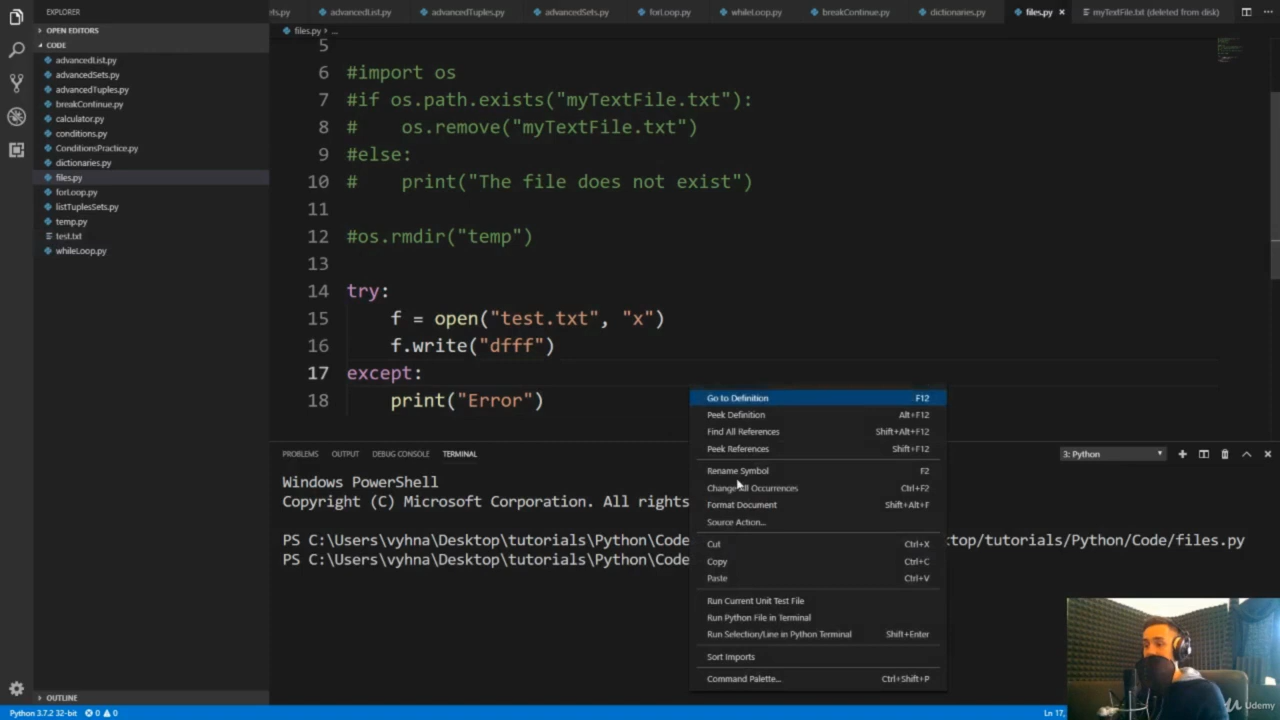 EXPLORER
ets.py
advancedList.py
advancedTuples.py
advancedSets.py
forLoop.py
whileLoop.py
breakContinue.py
dictionaries.py
files.py ×
myTextFile.txt (deleted from disk)
OPEN EDITORS
CODE
advancedList.py
advancedSets.py
advancedTuples.py
breakContinue.py
calculator.py
conditions.py
ConditionsPractice.py
dictionaries.py
files.py
forLoop.py
listTuplesSets.py
temp.py
test.txt
whileLoop.py
OUTLINE
files.py > ...
5
6 #import os
7 #if os.path.exists("myTextFile.txt"):
8 #    os.remove("myTextFile.txt")
9 #else:
10 #    print("The file does not exist")
11
12 #os.rmdir("temp")
13
14 try:
15     f = open("test.txt", "x")
16     f.write("dfff")
17 except:
18     print("Error")
Go to Definition F12
Peek Definition Alt+F12
Find All References Shift+Alt+F12
Peek References Shift+F12
Rename Symbol F2
Change All Occurrences Ctrl+F2
Format Document Shift+Alt+F
Source Action...
Cut Ctrl+X
Copy Ctrl+C
Paste Ctrl+V
Run Current Unit Test File
Run Python File in Terminal
Run Selection/Line in Python Terminal Shift+Enter
Sort Imports
Command Palette... Ctrl+Shift+P
PROBLEMS OUTPUT DEBUG CONSOLE TERMINAL
3: Python
Windows PowerShell
Copyright (C) Microsoft Corporation. All rights
PS C:\Users\vyhna\Desktop\tutorials\Python\Code
top/tutorials/Python/Code/files.py
PS C:\Users\vyhna\Desktop\tutorials\Python\Code
Python 3.7.2 32-bit 0 0
Ln 17,
Udemy